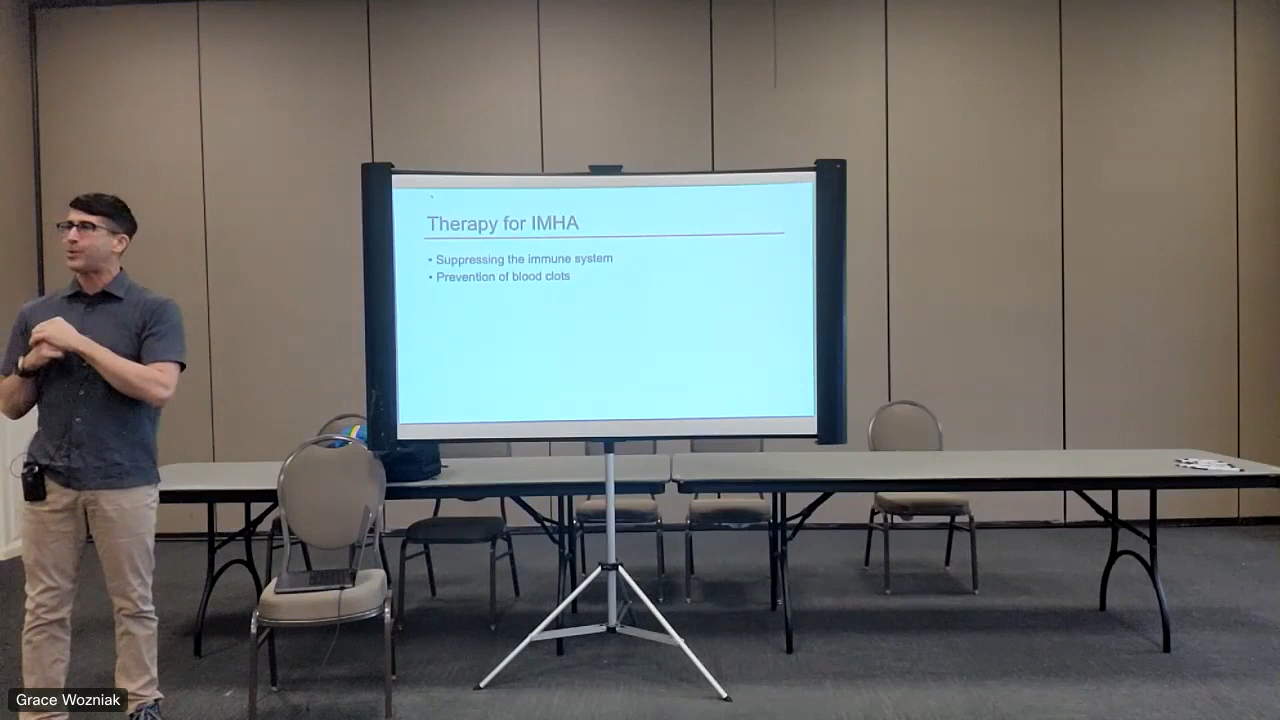 Therapy for IMHA
• Suppressing the immune system
• Prevention of blood clots
Grace Wozniak